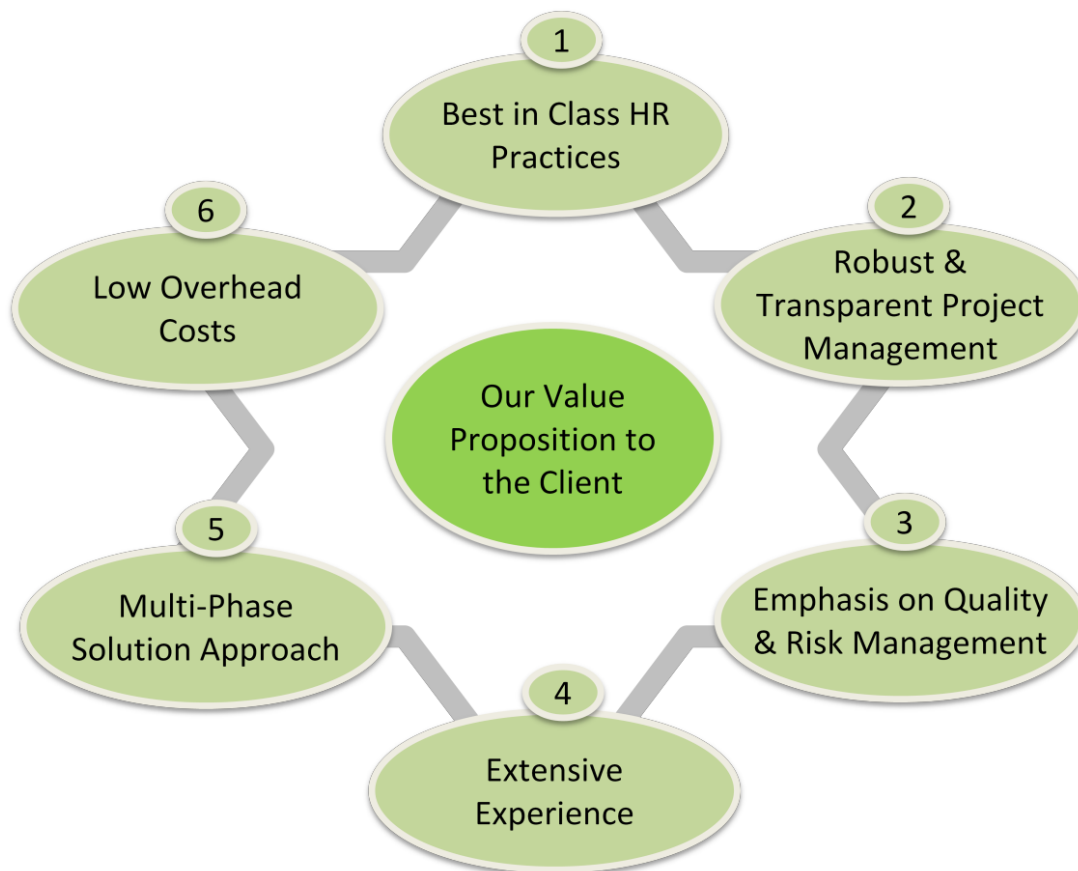 1
Best in Class HR
Practices
2
Robust &
Transparent Project
Management
3
Emphasis on Quality
& Risk Management
4
Extensive
Experience
5
Multi-Phase
Solution Approach
6
Low Overhead
Costs
Our Value
Proposition to
the Client